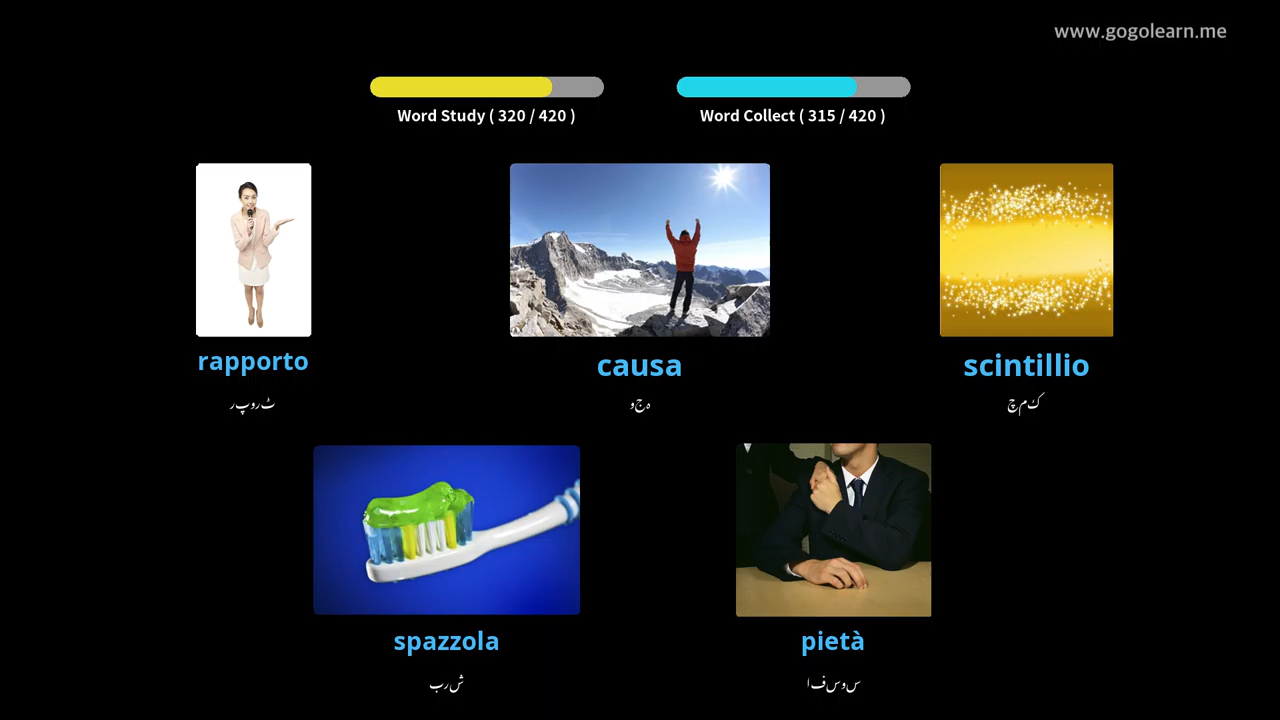 www.gogolearn.me
Word Study ( 320 / 420 )
Word Collect ( 315 / 420 )
rapporto
ٹروپر
causa
ہجو
scintillio
کمچ
spazzola
شرب
pietà
سوسفا